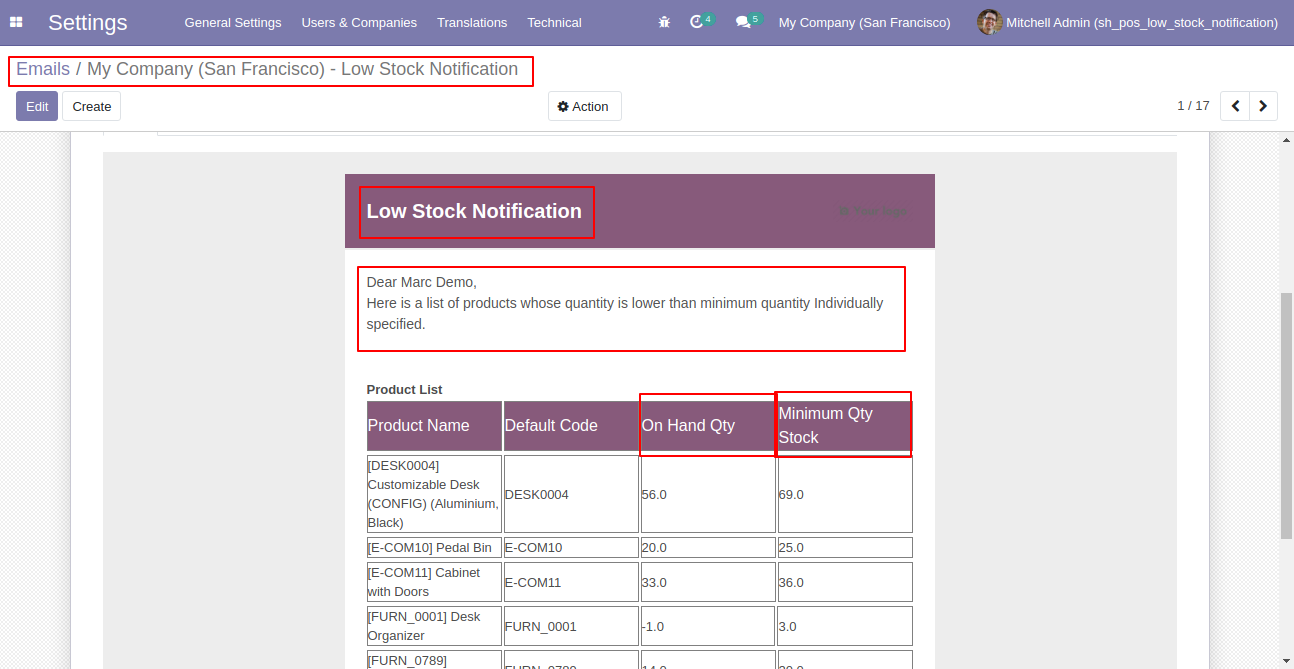 Settings General Settings Users & Companies Translations Technical 4 5 My Company (San Francisco) Mitchell Admin (sh_pos_low_stock_notification)
Emails / My Company (San Francisco) - Low Stock Notification
Edit Create Action 1 / 17
Low Stock Notification
Dear Marc Demo,
Here is a list of products whose quantity is lower than minimum quantity Individually
specified.
Product List
Product Name Default Code On Hand Qty Minimum Qty
Stock
[DESK0004]
Customizable Desk
(CONFIG) (Aluminium,
Black)
DESK0004 56.0 69.0
[E-COM10] Pedal Bin E-COM10 20.0 25.0
[E-COM11] Cabinet
with Doors
E-COM11 33.0 36.0
[FURN_0001] Desk
Organizer
FURN_0001 -1.0 3.0
[FURN_0789]